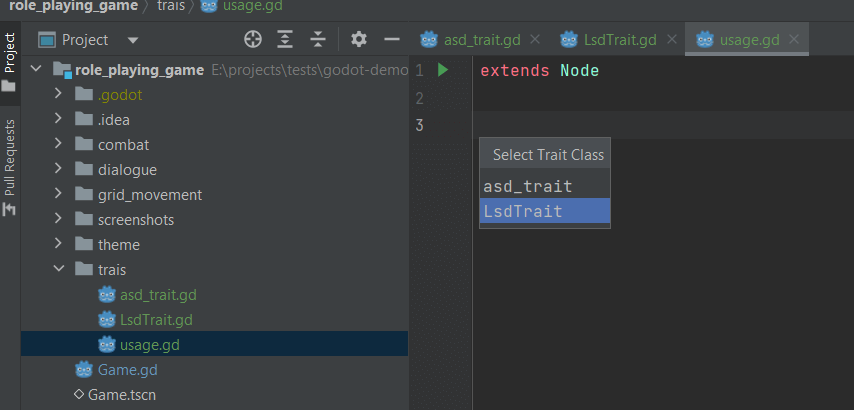 role_playing_game trais usage.gd
Project
Pull Requests
Project
role_playing_game E:\projects\tests\godot-demo
.godot
.idea
combat
dialogue
grid_movement
screenshots
theme
trais
asd_trait.gd
LsdTrait.gd
usage.gd
Game.gd
Game.tscn
asd_trait.gd LsdTrait.gd usage.gd
1 extends Node
2
3
Select Trait Class
asd_trait
LsdTrait